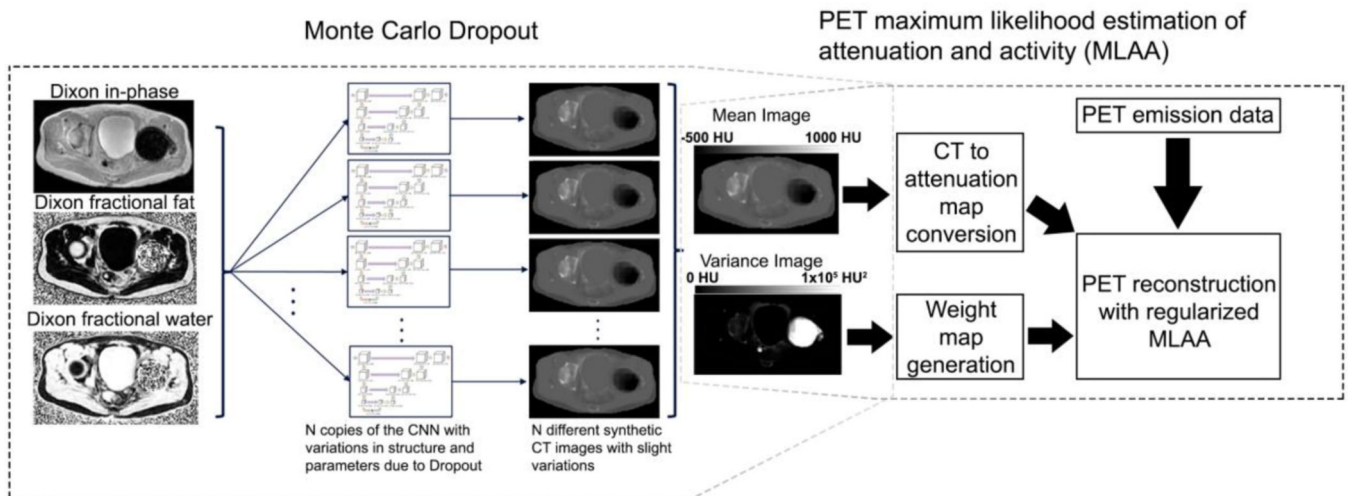 Monte Carlo Dropout
PET maximum likelihood estimation of
attenuation and activity (MLAA)
Dixon in-phase
Dixon fractional fat
Dixon fractional water
N copies of the CNN with
variations in structure and
parameters due to Dropout
N different synthetic
CT images with slight
variations
Mean Image
-500 HU 1000 HU
Variance Image
0 HU 1x10⁵ HU²
CT to
attenuation
map
conversion
Weight
map
generation
PET emission data
PET reconstruction
with regularized
MLAA